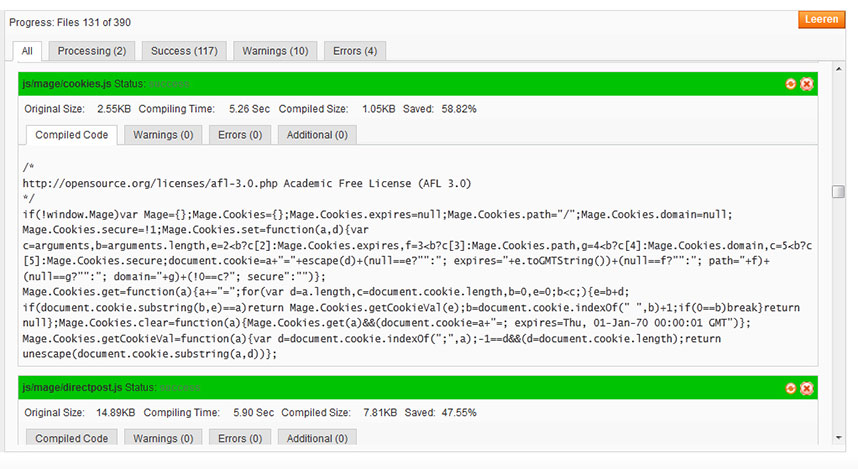 Progress: Files 131 of 390
Leeren
All Processing (2) Success (117) Warnings (10) Errors (4)
js/mage/cookies.js Status: success
Original Size: 2.55KB Compiling Time: 5.26 Sec Compiled Size: 1.05KB Saved: 58.82%
Compiled Code Warnings (0) Errors (0) Additional (0)
/*
http://opensource.org/licenses/afl-3.0.php Academic Free License (AFL 3.0)
*/
if(!window.Mage)var Mage={};Mage.Cookies={};Mage.Cookies.expires=null;Mage.Cookies.path="/";Mage.Cookies.domain=null;
Mage.Cookies.secure=!1;Mage.Cookies.set=function(a,d){var
c=arguments,b=arguments.length,e=2<b?c[2]:Mage.Cookies.expires,f=3<b?c[3]:Mage.Cookies.path,g=4<b?c[4]:Mage.Cookies.domain,c=5<b?c
[5]:Mage.Cookies.secure;document.cookie=a+"="+escape(d)+(null==e?"":"; expires="+e.toGMTString())+(null==f?"":"; path="+f)+
(null==g?"":"; domain="+g)+(!0==c?"; secure":"")};
Mage.Cookies.get=function(a){a+="=";for(var d=a.length,c=document.cookie.length,b=0,e=0;b<c;){e=b+d;
if(document.cookie.substring(b,e)==a)return Mage.Cookies.getCookieVal(e);b=document.cookie.indexOf(" ",b)+1;if(0==b)break}return
null};Mage.Cookies.clear=function(a){Mage.Cookies.get(a)&&(document.cookie=a+"=; expires=Thu, 01-Jan-70 00:00:01 GMT")};
Mage.Cookies.getCookieVal=function(a){var d=document.cookie.indexOf(";",a);-1==d&&(d=document.cookie.length);return
unescape(document.cookie.substring(a,d))};
js/mage/directpost.js Status: success
Original Size: 14.89KB Compiling Time: 5.90 Sec Compiled Size: 7.81KB Saved: 47.55%
Compiled Code Warnings (0) Errors (0) Additional (0)